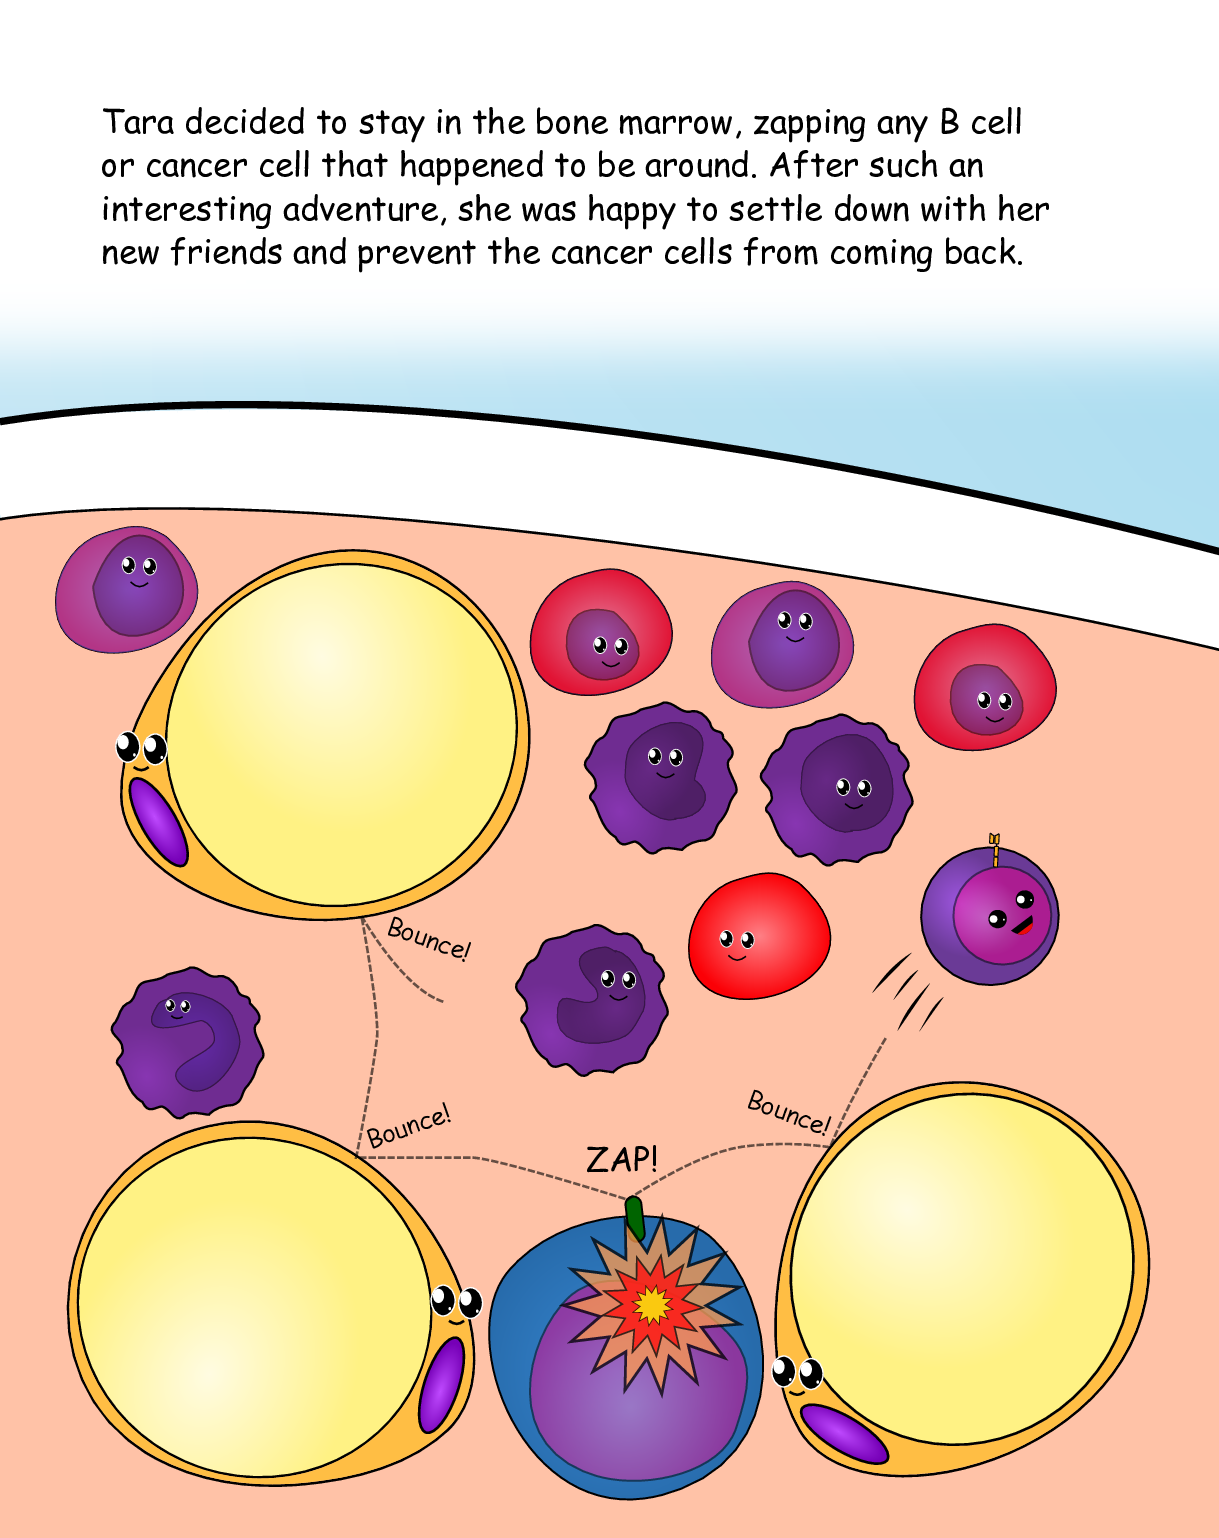 Tara decided to stay in the bone marrow, zapping any B cell
or cancer cell that happened to be around. After such an
interesting adventure, she was happy to settle down with her
new friends and prevent the cancer cells from coming back.
Bounce!
Bounce!
Bounce!
ZAP!